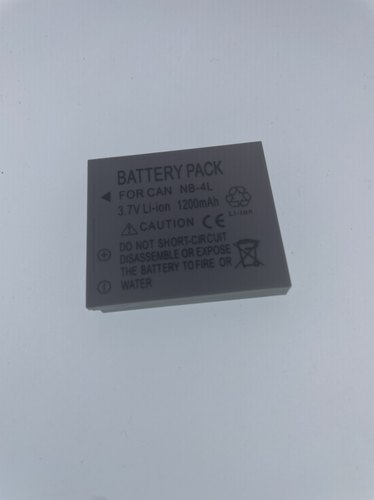 BATTERY PACK
FOR CAN NB-4L
3.7V Li-ion 1200mAh
CAUTION CE
Li-ion
DO NOT SHORT-CIRCUIT
DISASSEMBLE OR EXPOSE
THE BATTERY TO FIRE OR
WATER